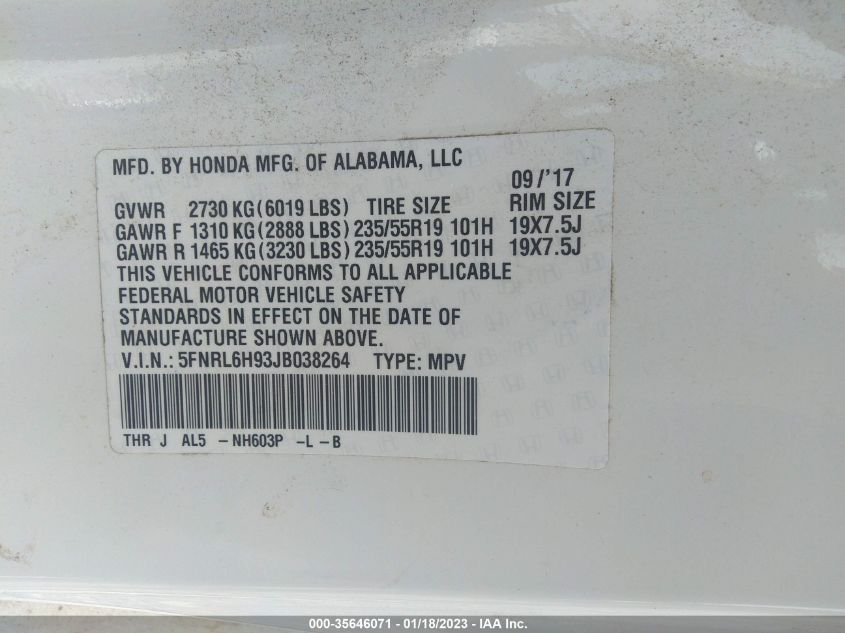 MFD. BY HONDA MFG. OF ALABAMA, LLC
09/'17
GVWR 2730 KG(6019 LBS) TIRE SIZE RIM SIZE
GAWR F 1310 KG(2888 LBS) 235/55R19 101H 19X7.5J
GAWR R 1465 KG(3230 LBS) 235/55R19 101H 19X7.5J
THIS VEHICLE CONFORMS TO ALL APPLICABLE
FEDERAL MOTOR VEHICLE SAFETY
STANDARDS IN EFFECT ON THE DATE OF
MANUFACTURE SHOWN ABOVE.
V.I.N.: 5FNRL6H93JB038264 TYPE: MPV
THR J AL5 -NH603P -L -B
000-35646071 - 01/18/2023 - IAA Inc.